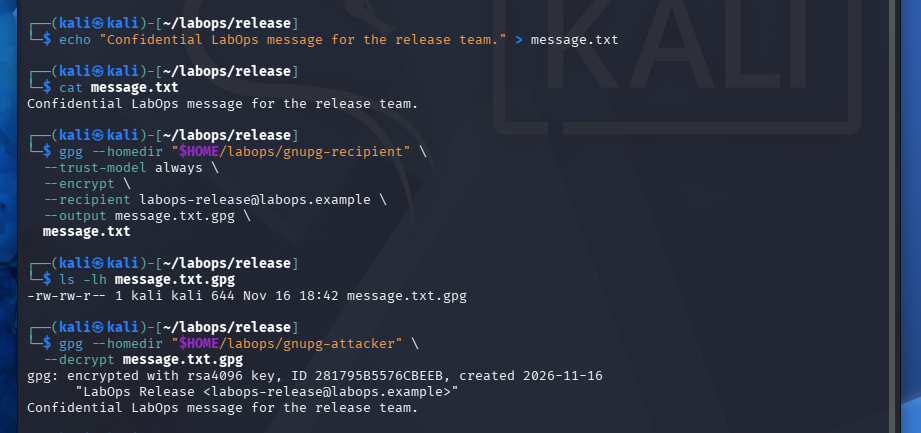 ┌──(kali㉿kali)-[~/labops/release]
└─$ echo "Confidential LabOps message for the release team." > message.txt
┌──(kali㉿kali)-[~/labops/release]
└─$ cat message.txt
Confidential LabOps message for the release team.
┌──(kali㉿kali)-[~/labops/release]
└─$ gpg --homedir "$HOME/labops/gnupg-recipient" \
  --trust-model always \
  --encrypt \
  --recipient labops-release@labops.example \
  --output message.txt.gpg \
  message.txt
┌──(kali㉿kali)-[~/labops/release]
└─$ ls -lh message.txt.gpg
-rw-rw-r-- 1 kali kali 644 Nov 16 18:42 message.txt.gpg
┌──(kali㉿kali)-[~/labops/release]
└─$ gpg --homedir "$HOME/labops/gnupg-attacker" \
  --decrypt message.txt.gpg
gpg: encrypted with rsa4096 key, ID 281795B5576CBEEB, created 2026-11-16
      "LabOps Release <labops-release@labops.example>"
Confidential LabOps message for the release team.
KALI